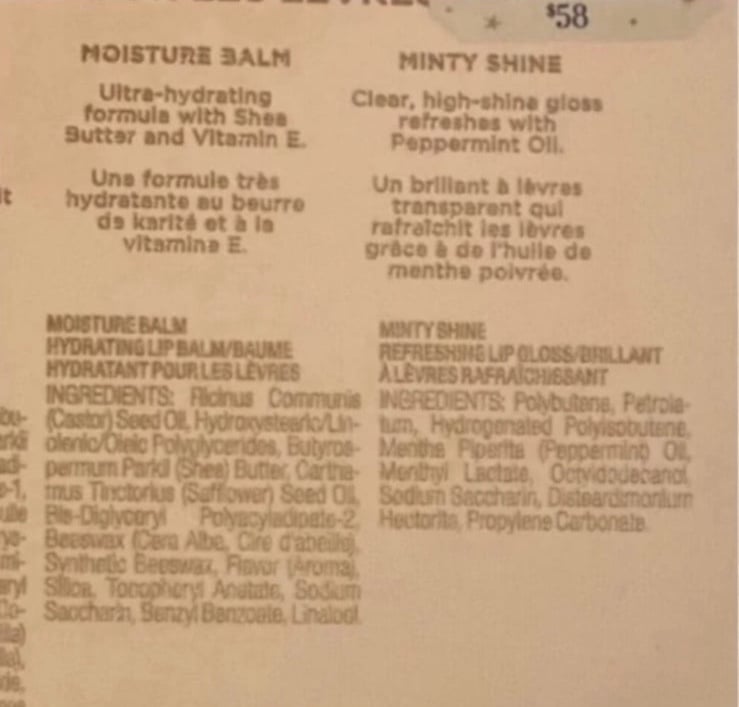 $58
MOISTURE BALM
Ultra-hydrating
formula with Shea
Butter and Vitamin E.
Une formule très
hydratante au beurre
de karité et à la
vitamine E.
MINTY SHINE
Clear, high-shine gloss
refreshes with
Peppermint Oil.
Un brillant à lèvres
transparent qui
rafraîchit les lèvres
grâce à de l'huile de
menthe poivrée.
MOISTURE BALM
HYDRATING LIP BALM/BAUME
HYDRATANT POUR LES LÈVRES
INGREDIENTS: Ricinus Communis
(Castor) Seed Oil, Hydroxystearic/Lin-
olenic/Oleic Polyglycerides, Butyros-
permum Parkii (Shea) Butter, Cartha-
mus Tinctorius (Safflower) Seed Oil,
Bis-Diglyceryl Polyacyladipate-2,
Beeswax (Cera Alba, Cire d'abeille),
Synthetic Beeswax, Flavor (Aroma),
Silica, Tocopheryl Acetate, Sodium
Saccharin, Benzyl Benzoate, Linalool.
MINTY SHINE
REFRESHING LIP GLOSS/BRILLANT
À LÈVRES RAFRAÎCHISSANT
INGREDIENTS: Polybutene, Petrola-
tum, Hydrogenated Polyisobutene,
Mentha Piperita (Peppermint) Oil,
Menthyl Lactate, Octyldodecanol,
Sodium Saccharin, Disteardimonium
Hectorite, Propylene Carbonate.